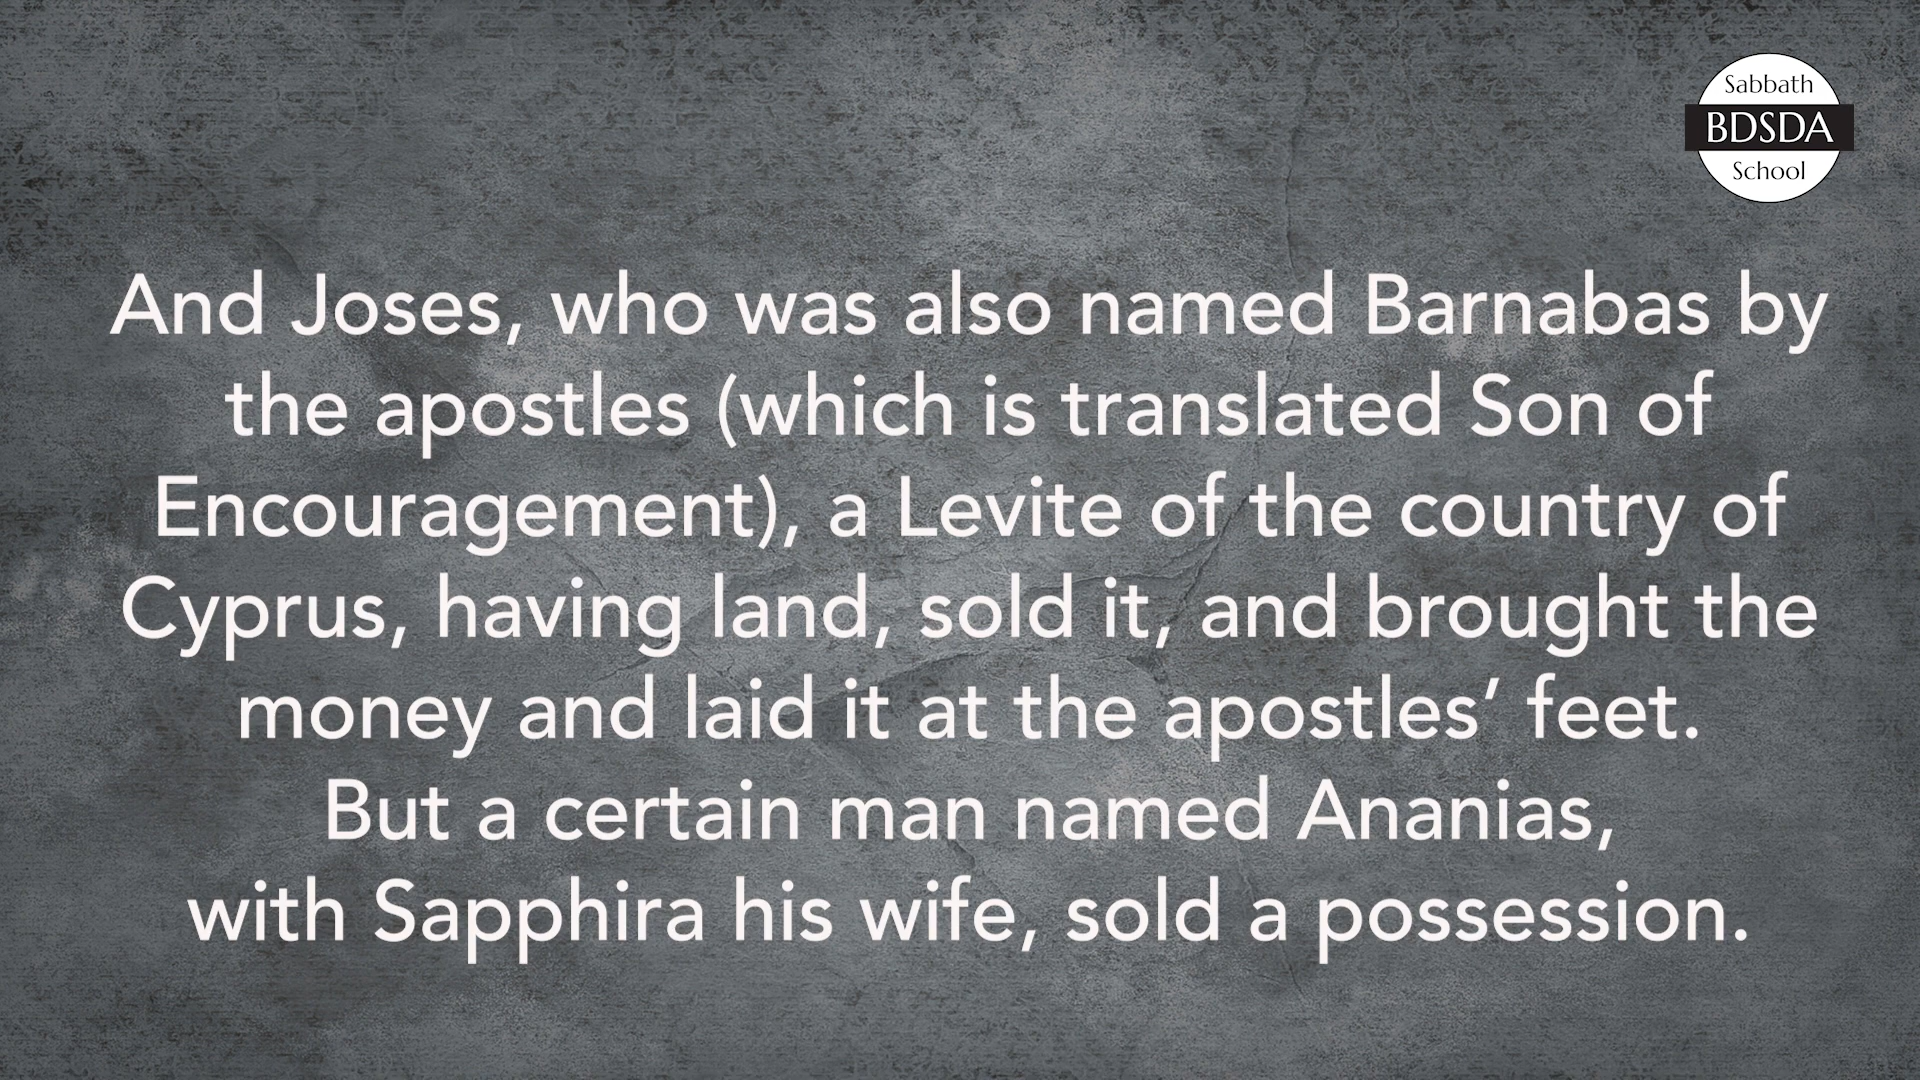 Sabbath
BDSDA
School
And Joses, who was also named Barnabas by
the apostles (which is translated Son of
Encouragement), a Levite of the country of
Cyprus, having land, sold it, and brought the
money and laid it at the apostles’ feet.
But a certain man named Ananias,
with Sapphira his wife, sold a possession.